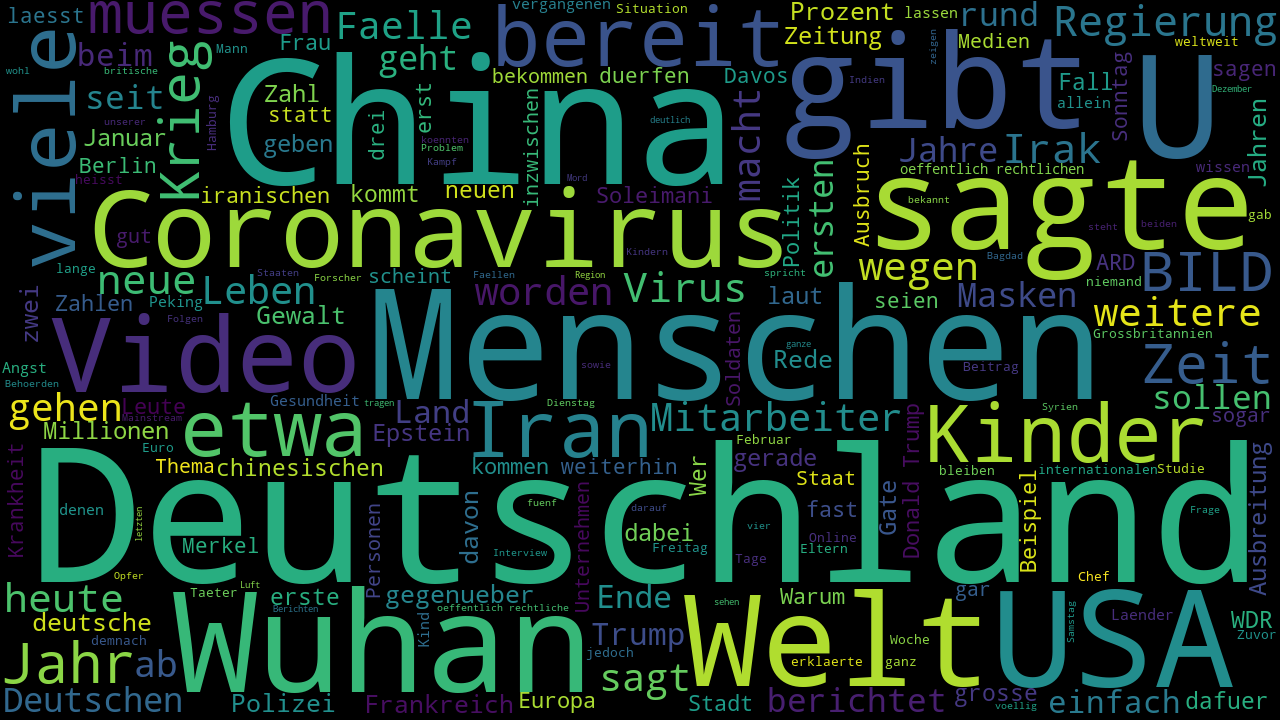 laesst
muessen
Faelle
vergangenen
Situation
Prozent
lassen
rund
Regierung
viele
beim
Mann
Frau
geht
bereit
Zeitung
gibt
zeigen
Medien
weltweit
U
wohl
britische
Krieg
China
bekommen
duerfen
Davos
Indien
Fall
sagen
seit
unserer
Hamburg
Zahl
statt
erst
inzwischen
deutlich
macht
allein
Sonntag
Dezember
Januar
geben
drei
koennten
Problem
Kampf
Jahre
Irak
Jahren
Berlin
heisst
iranischen
kommt
neuen
Mord
Soleimani
Politik
ersten
Ausbruch
oeffentlich rechtlichen
wissen
bekannt
sagte
gab
gut
Coronavirus
Kindern
steht
beiden
lange
neue
Staaten
Forscher
scheint
Faellen
Region
spricht
wegen
Bagdad
ARD
niemand
BILD
zwei
Zahlen
Peking
Leben
worden
Virus
laut
seien
Masken
weitere
Folgen
Gewalt
Video
Menschen
Soldaten
ganze
Rede
Grossbritannien
Angst
Behoerden
sowie
Beitrag
Zeit
gehen
Leute
Mainstream
Gesundheit
tragen
Land
Dienstag
sollen
Millionen
etwa
Epstein
Iran
Mitarbeiter
Kinder
Syrien
sogar
Euro
Februar
gerade
Donald Trump
Krankheit
Thema
chinesischen
kommen
weiterhin
Wer
Staat
bleiben
internationalen
Studie
Deutschland
denen
letzten
Merkel
Personen
davon
fuenf
Interview
Unternehmen
darauf
dabei
Freitag
vier
Tage
fast
Online
Eltern
Gate
Beispiel
Frage
Ausbreitung
Opfer
Taeter
Luft
erste
gegenueber
Ende
Warum
Chef
gar
heute
deutsche
demnach
Wuhan
Berichten
Kind
oeffentlich rechtliche
jedoch
Trump
sehen
Welt
Woche
erklaerte
ganz
USA
Samstag
Laender
WDR
Zuvor
Jahr
ab
sagt
Deutschen
Polizei
Frankreich
Europa
Stadt
berichtet
grosse
voellig
einfach
dafuer